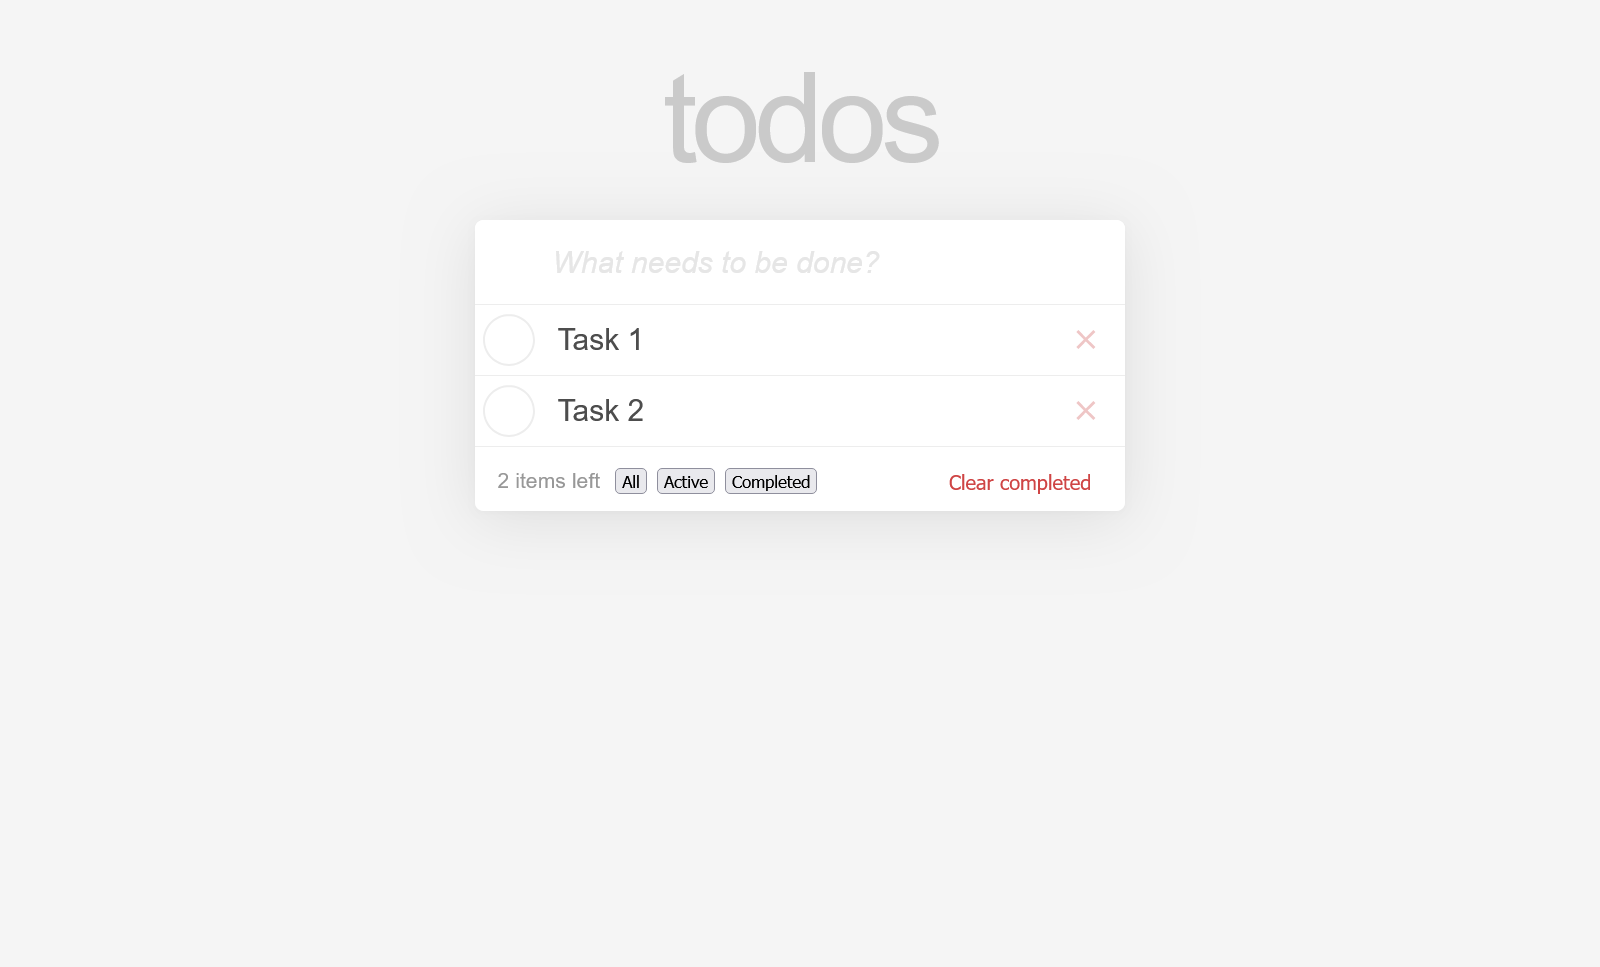 todos
What needs to be done?
Task 1
Task 2
2 items left All Active Completed Clear completed